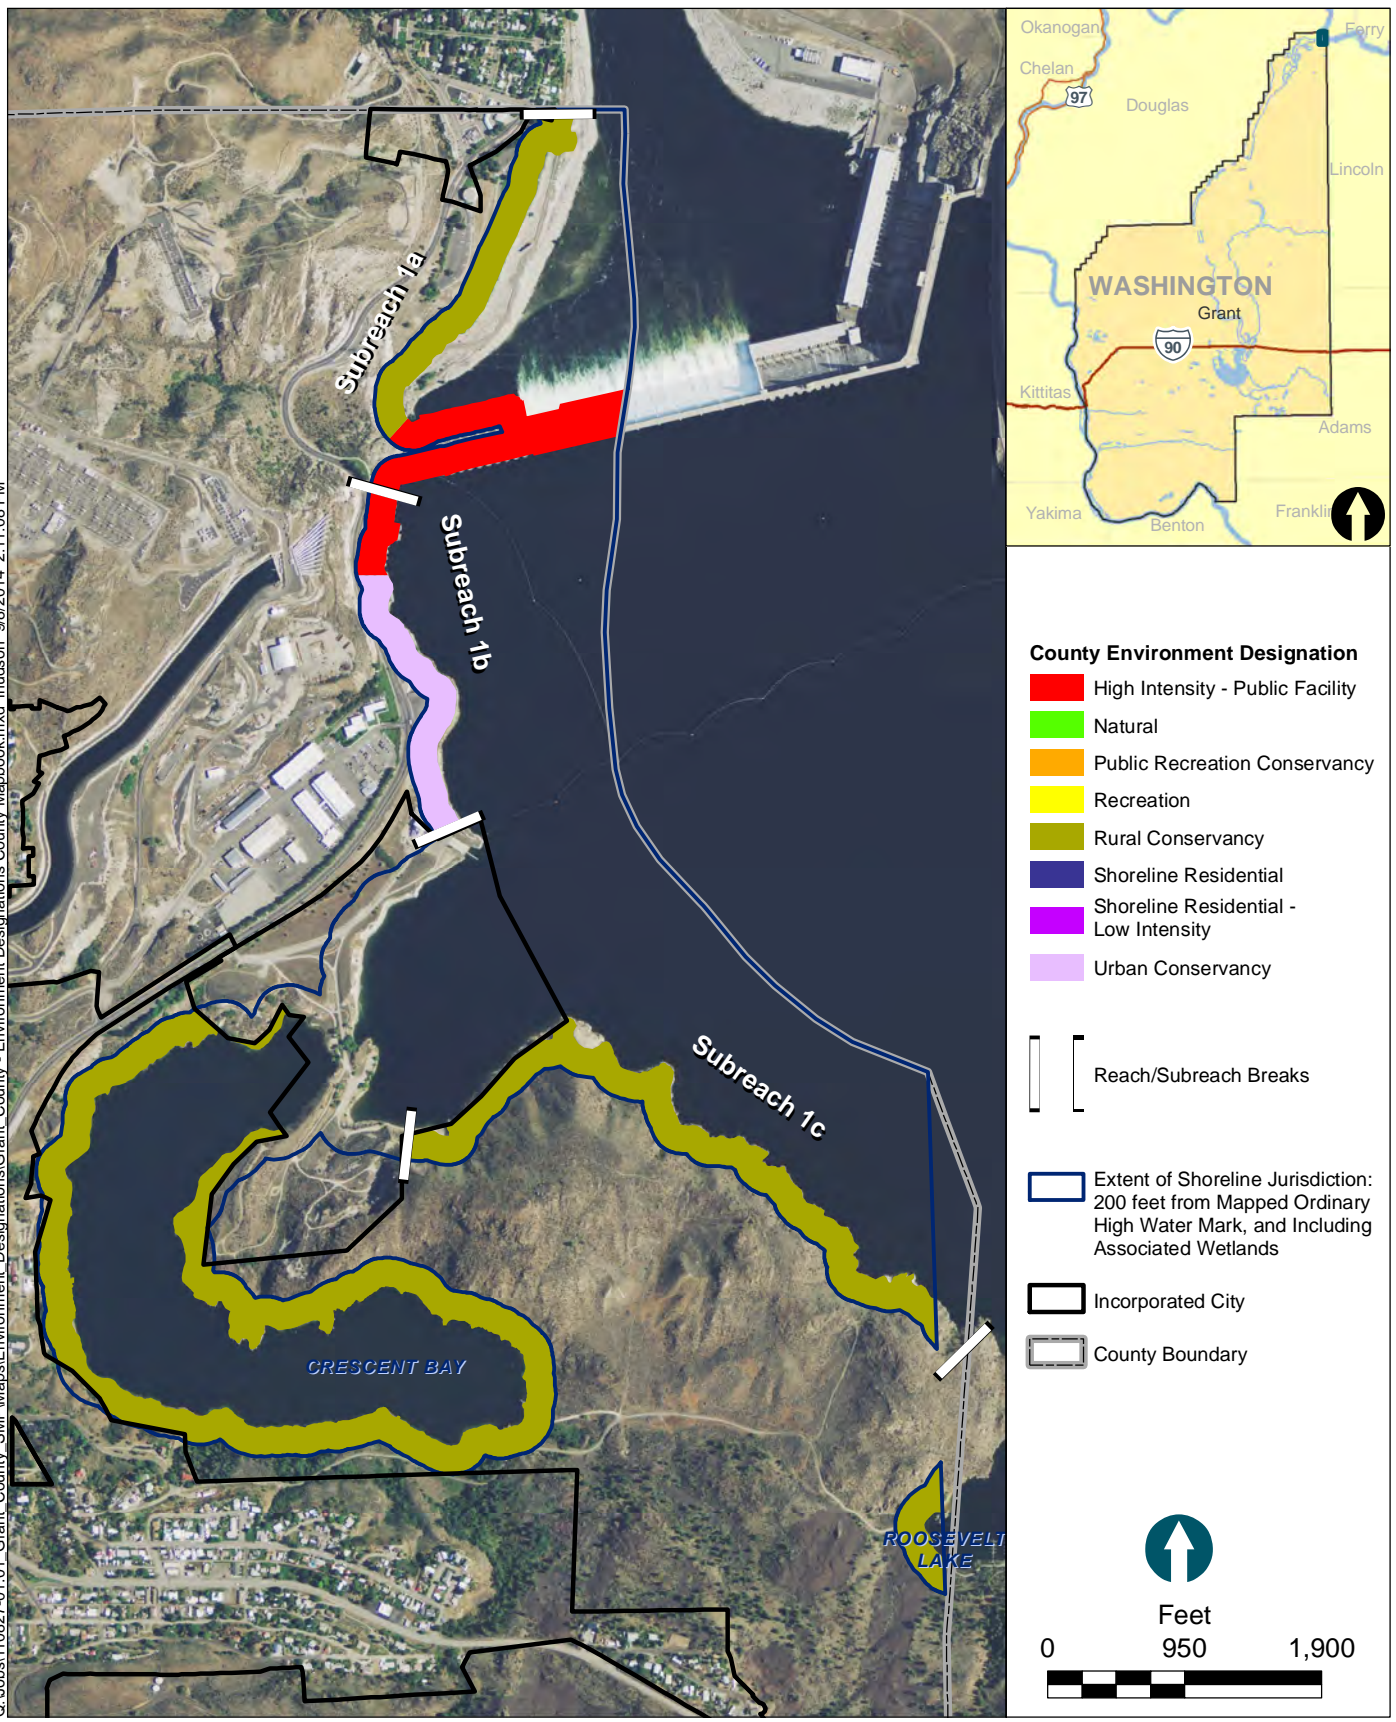 Okanogan
Ferry
Chelan
97
Douglas
Lincoln
WASHINGTON
Grant
90
Kittitas
Adams
Yakima
Benton
Subreach 1a
Subreach 1b
Subreach 1c
CRESCENT BAY
ROOSEVELT
LAKE
County Environment Designation
High Intensity - Public Facility
Natural
Public Recreation Conservancy
Recreation
Rural Conservancy
Shoreline Residential
Shoreline Residential -
Low Intensity
Urban Conservancy
Reach/Subreach Breaks
Extent of Shoreline Jurisdiction:
200 feet from Mapped Ordinary
High Water Mark, and Including
Associated Wetlands
Incorporated City
County Boundary
Feet
0 950 1,900